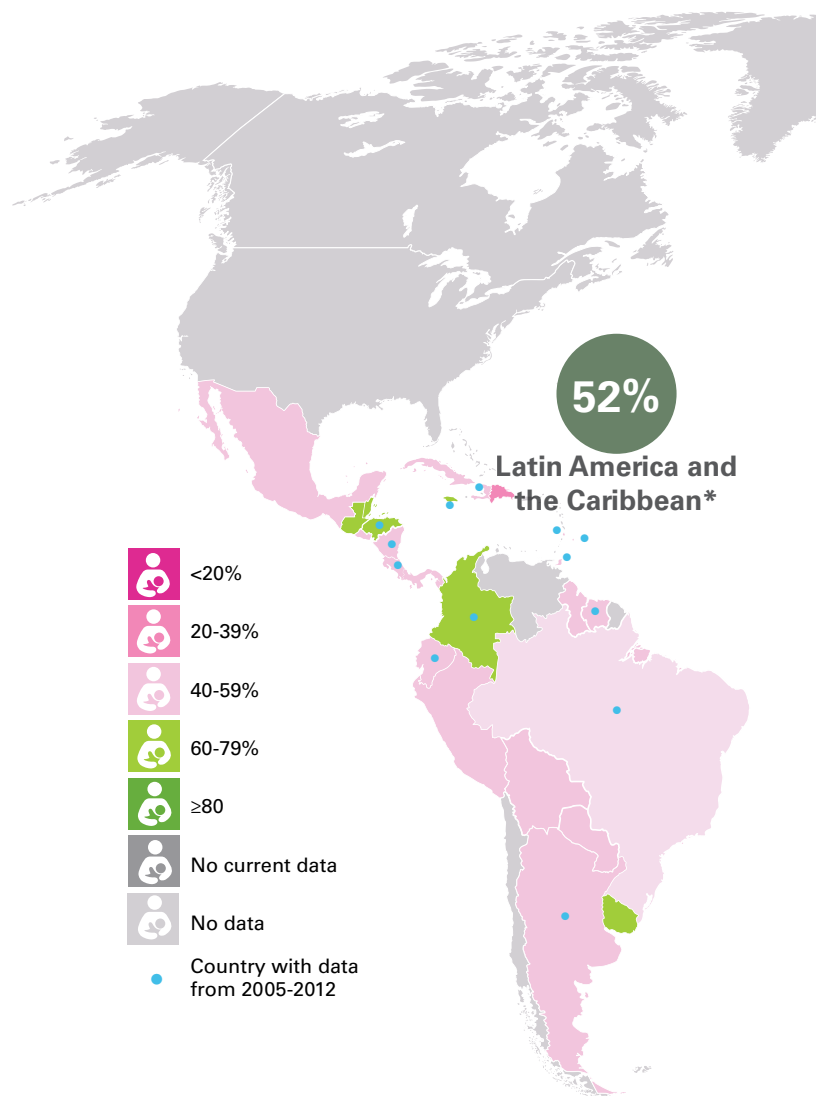 52%
Latin America and
the Caribbean*
<20%
20-39%
40-59%
60-79%
≥80
No current data
No data
Country with data
from 2005-2012